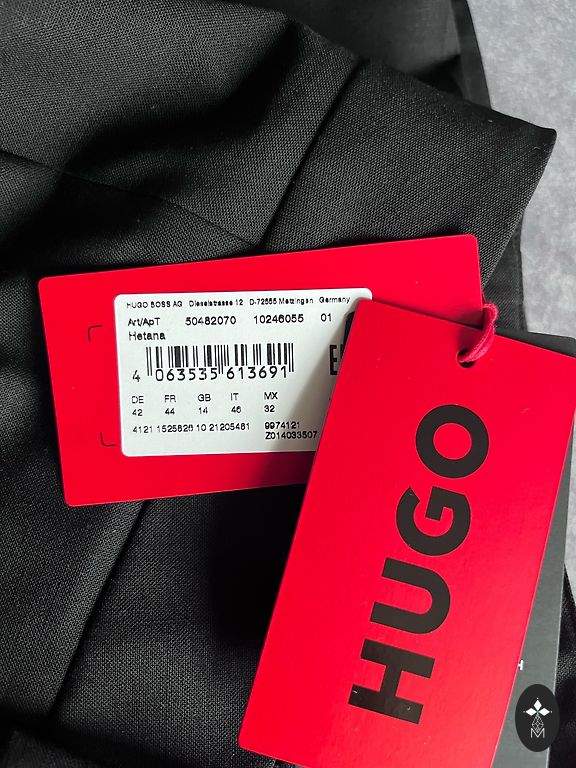 HUGO BOSS AG Dieselstrasse 12 D-72555 Metzingen Germany
Art/ApT 50482070 10246055 01
Hetana
4 063535 613691
DE FR GB IT MX
42 44 14 46 32
4121 1525826 10 21205461 9974121
Z014033507
HUGO